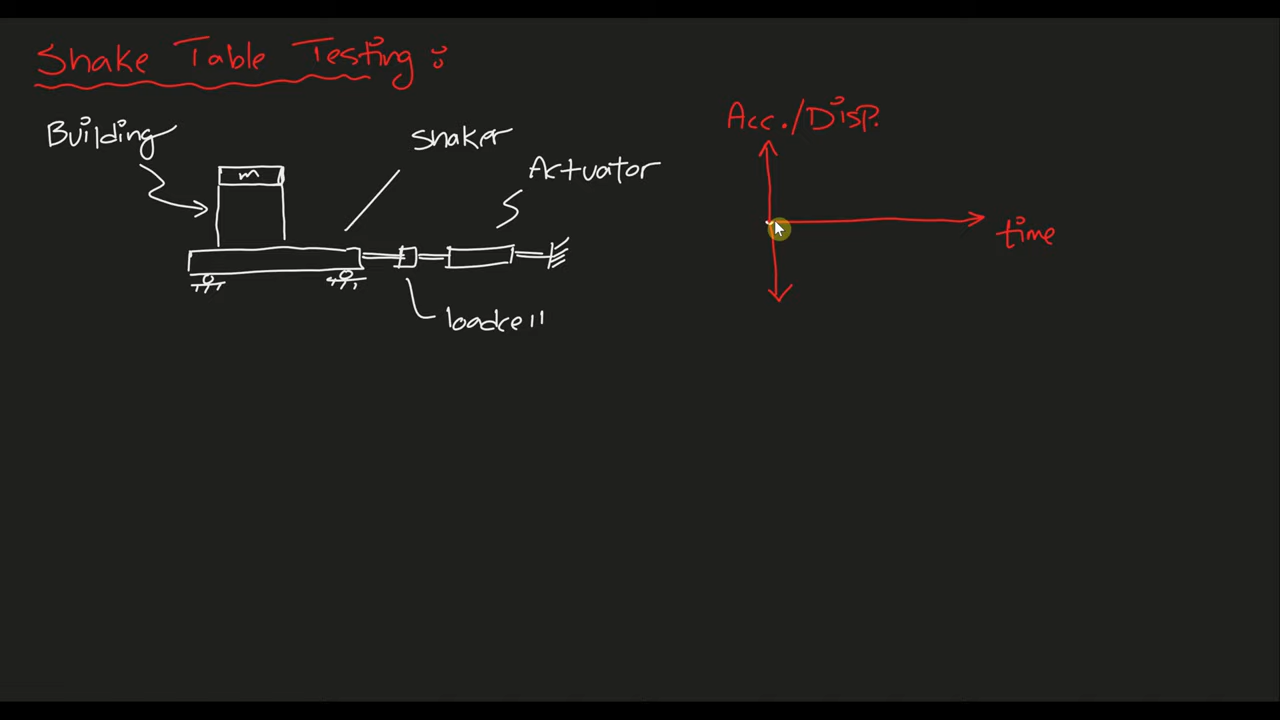 Shake Table Testing:
Building
shaker
Actuator
m
loadcell
Acc./Disp.
time